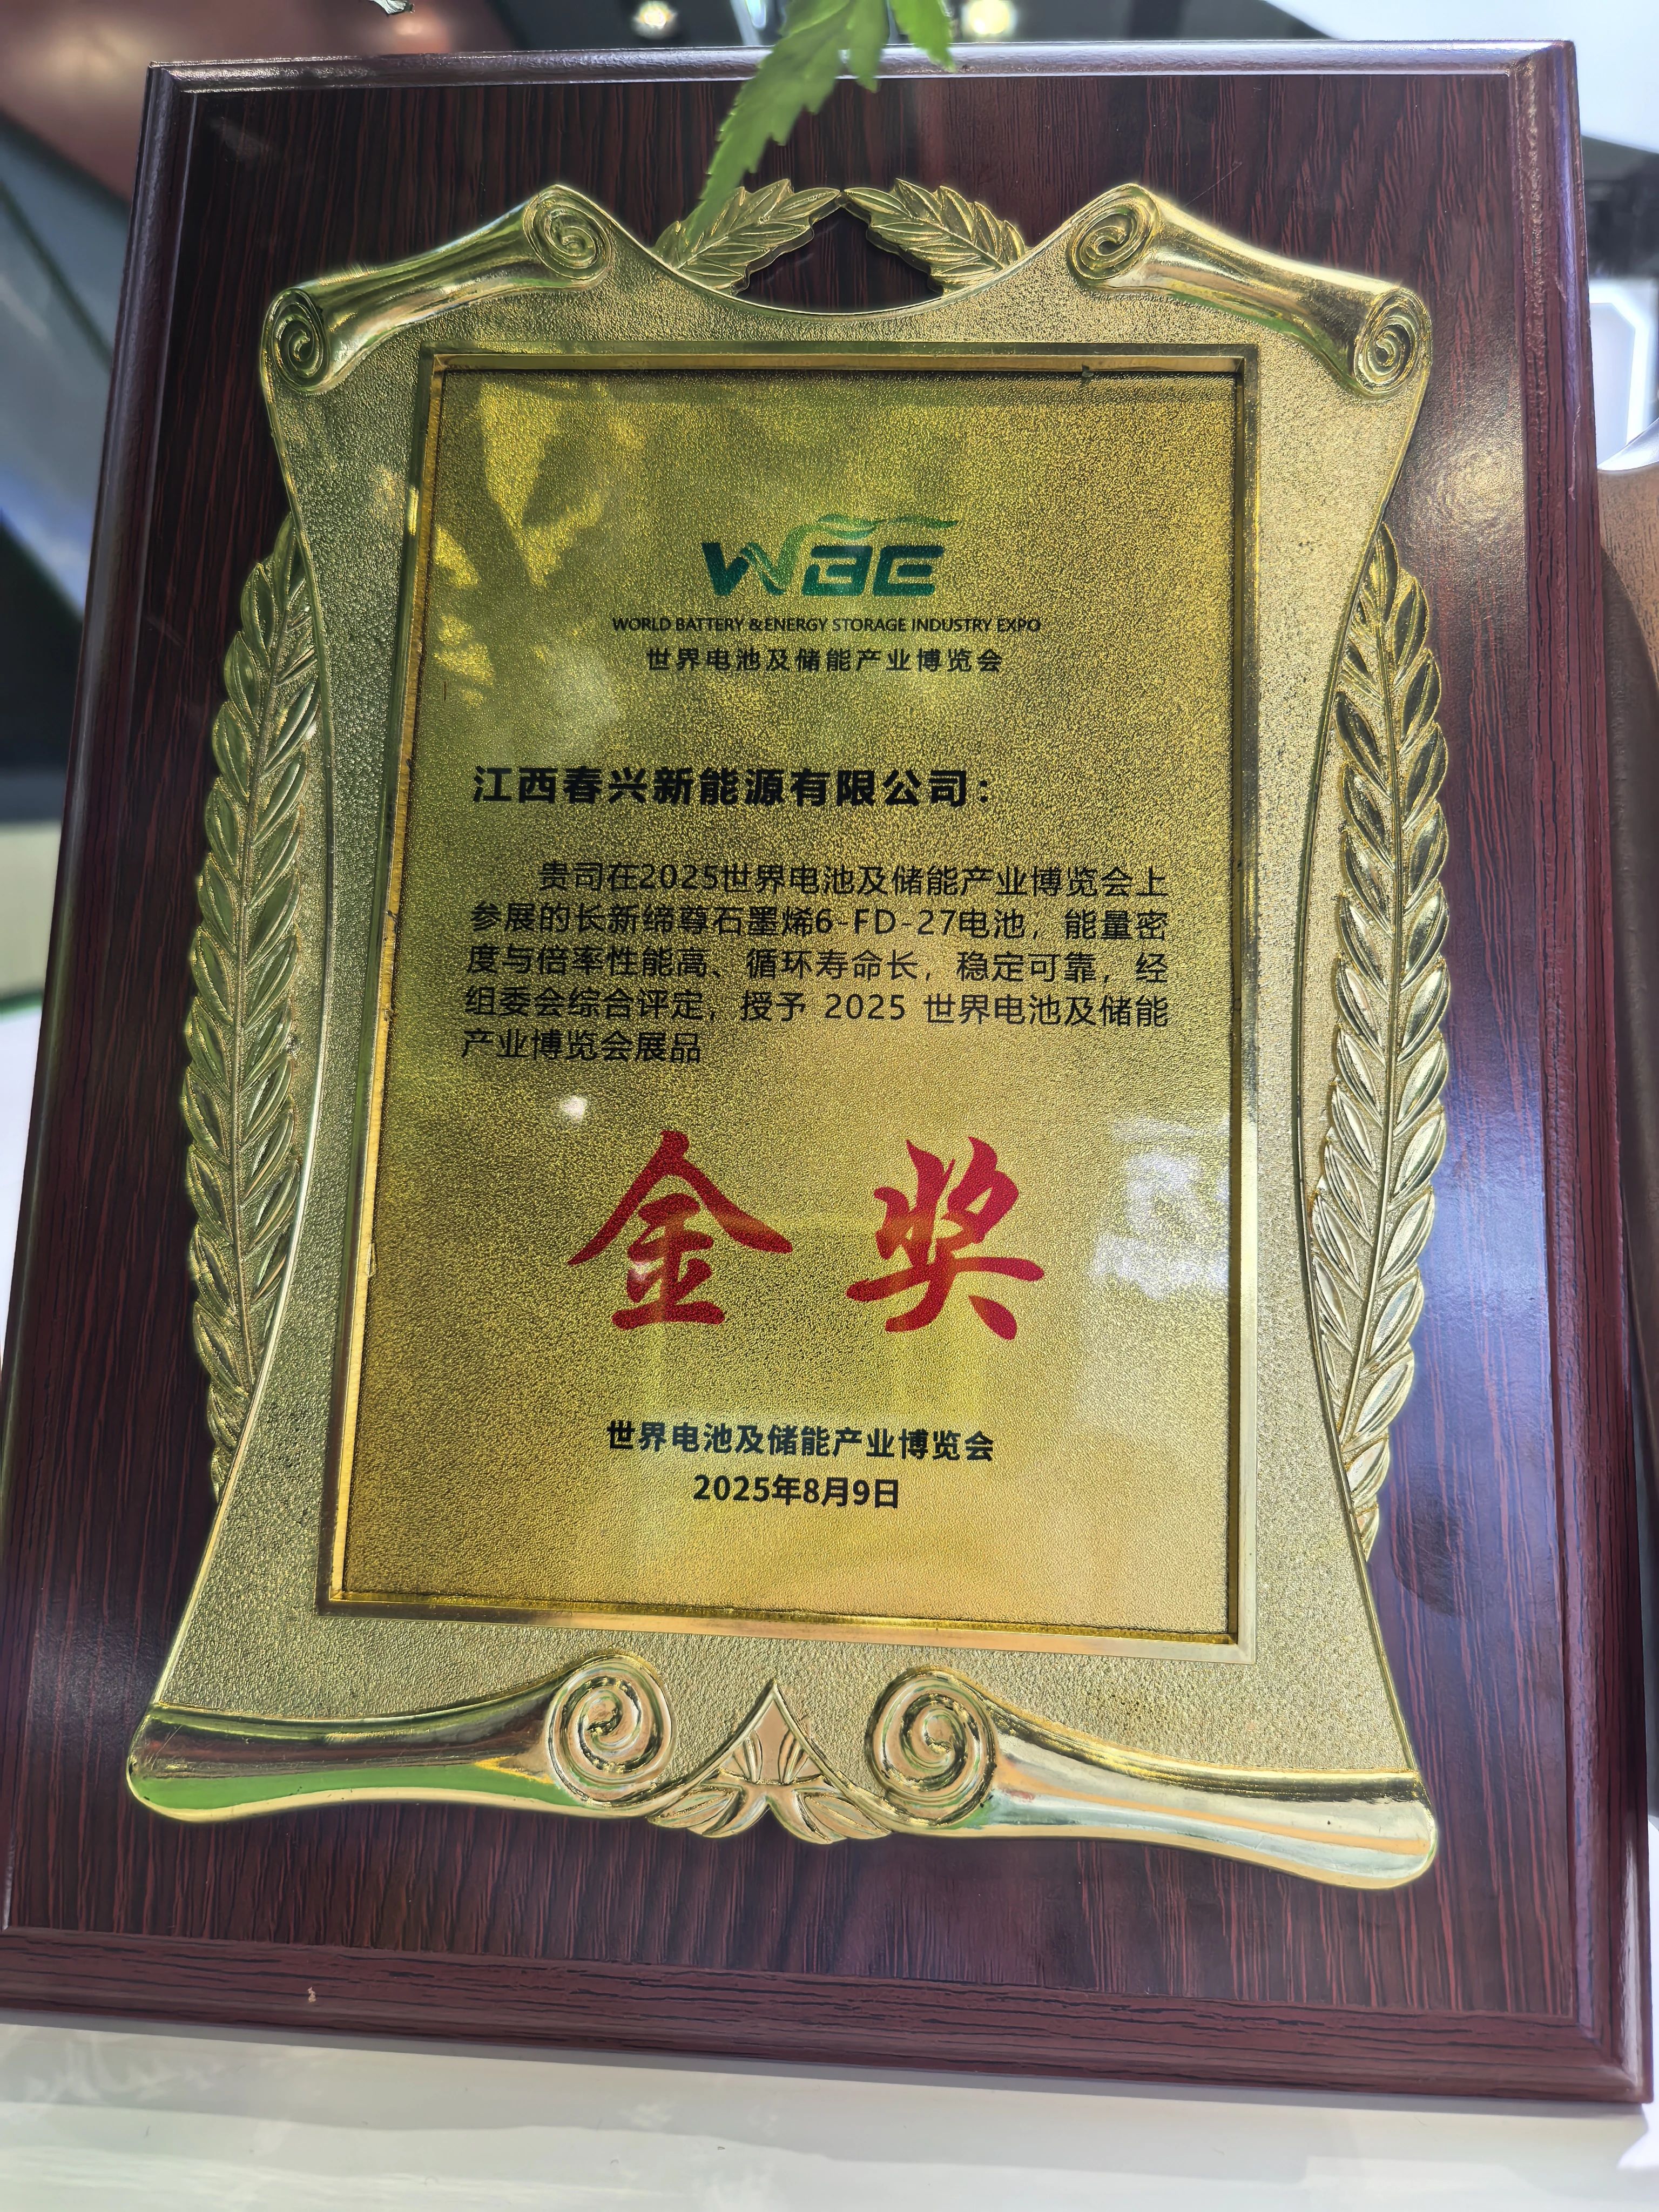 WBE
WORLD BATTERY & ENERGY STORAGE INDUSTRY EXPO
世界电池及储能产业博览会
江西春兴新能源有限公司：
贵司在2025世界电池及储能产业博览会上
参展的长新缔尊石墨烯6-FD-27电池，能量密
度与倍率性能高、循环寿命长，稳定可靠，经
组委会综合评定，授予 2025 世界电池及储能
产业博览会展品
金 奖
世界电池及储能产业博览会
2025年8月9日